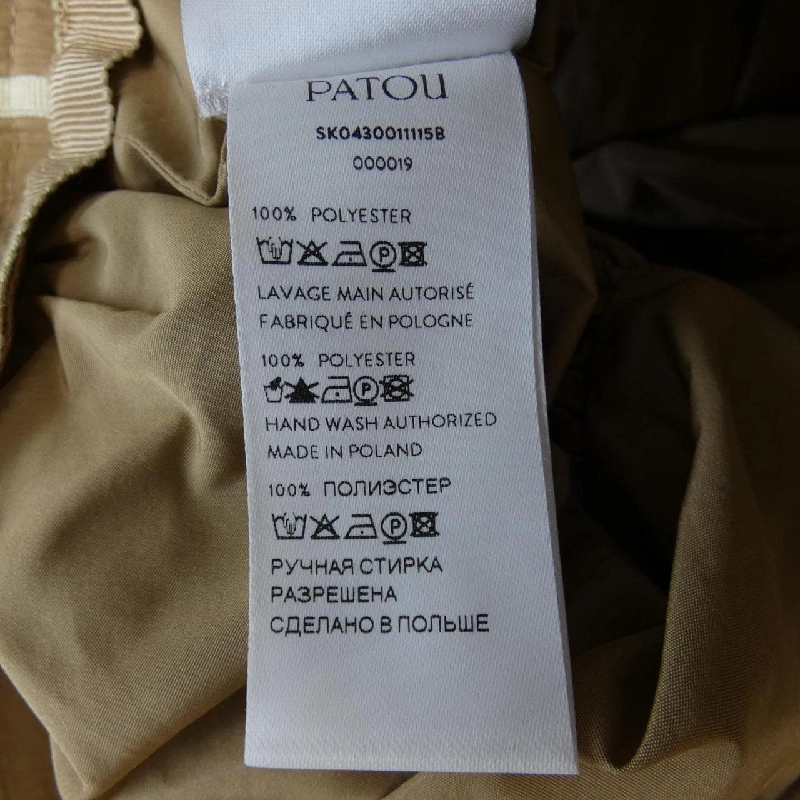 PATOU
SK0430011115B
000019
100% POLYESTER
LAVAGE MAIN AUTORISÉ
FABRIQUÉ EN POLOGNE
100% POLYESTER
HAND WASH AUTHORIZED
MADE IN POLAND
100% ПОЛИЭСТЕР
РУЧНАЯ СТИРКА
РАЗРЕШЕНА
СДЕЛАНО В ПОЛЬШЕ